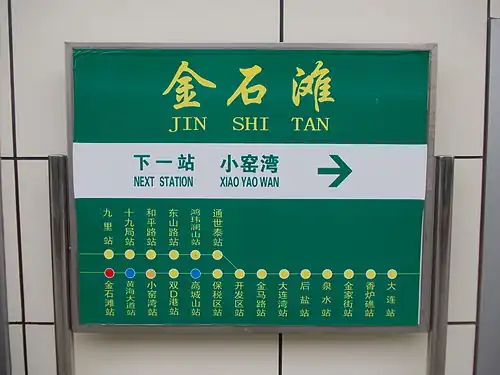 金石滩
JIN SHI TAN
下一站 小窑湾
NEXT STATION XIAO YAO WAN
九里站
十九局站
和平路站
东山路站
鸿玮澜山站
通世泰站
金石滩站
黄海大道站
小窑湾站
双D港站
高城山站
保税区站
开发区站
金马路站
大连湾站
后盐站
泉水站
金家街站
香炉礁站
大连站